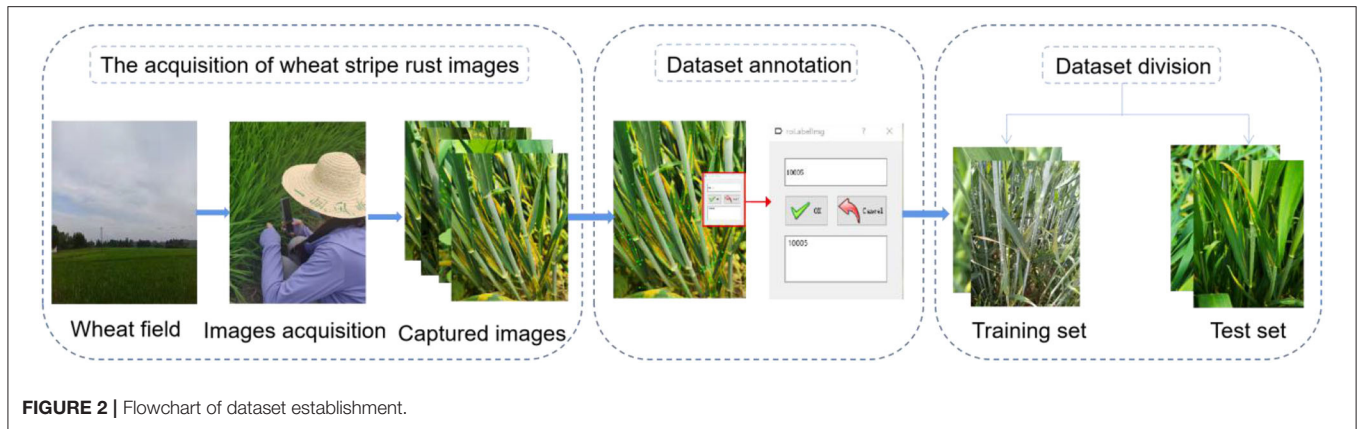 The acquisition of wheat stripe rust images
Dataset annotation
Dataset division
Wheat field
Images acquisition
Captured images
roLabelImg ? ×
10005
OK
Cancel
10005
Training set
Test set
FIGURE 2 | Flowchart of dataset establishment.